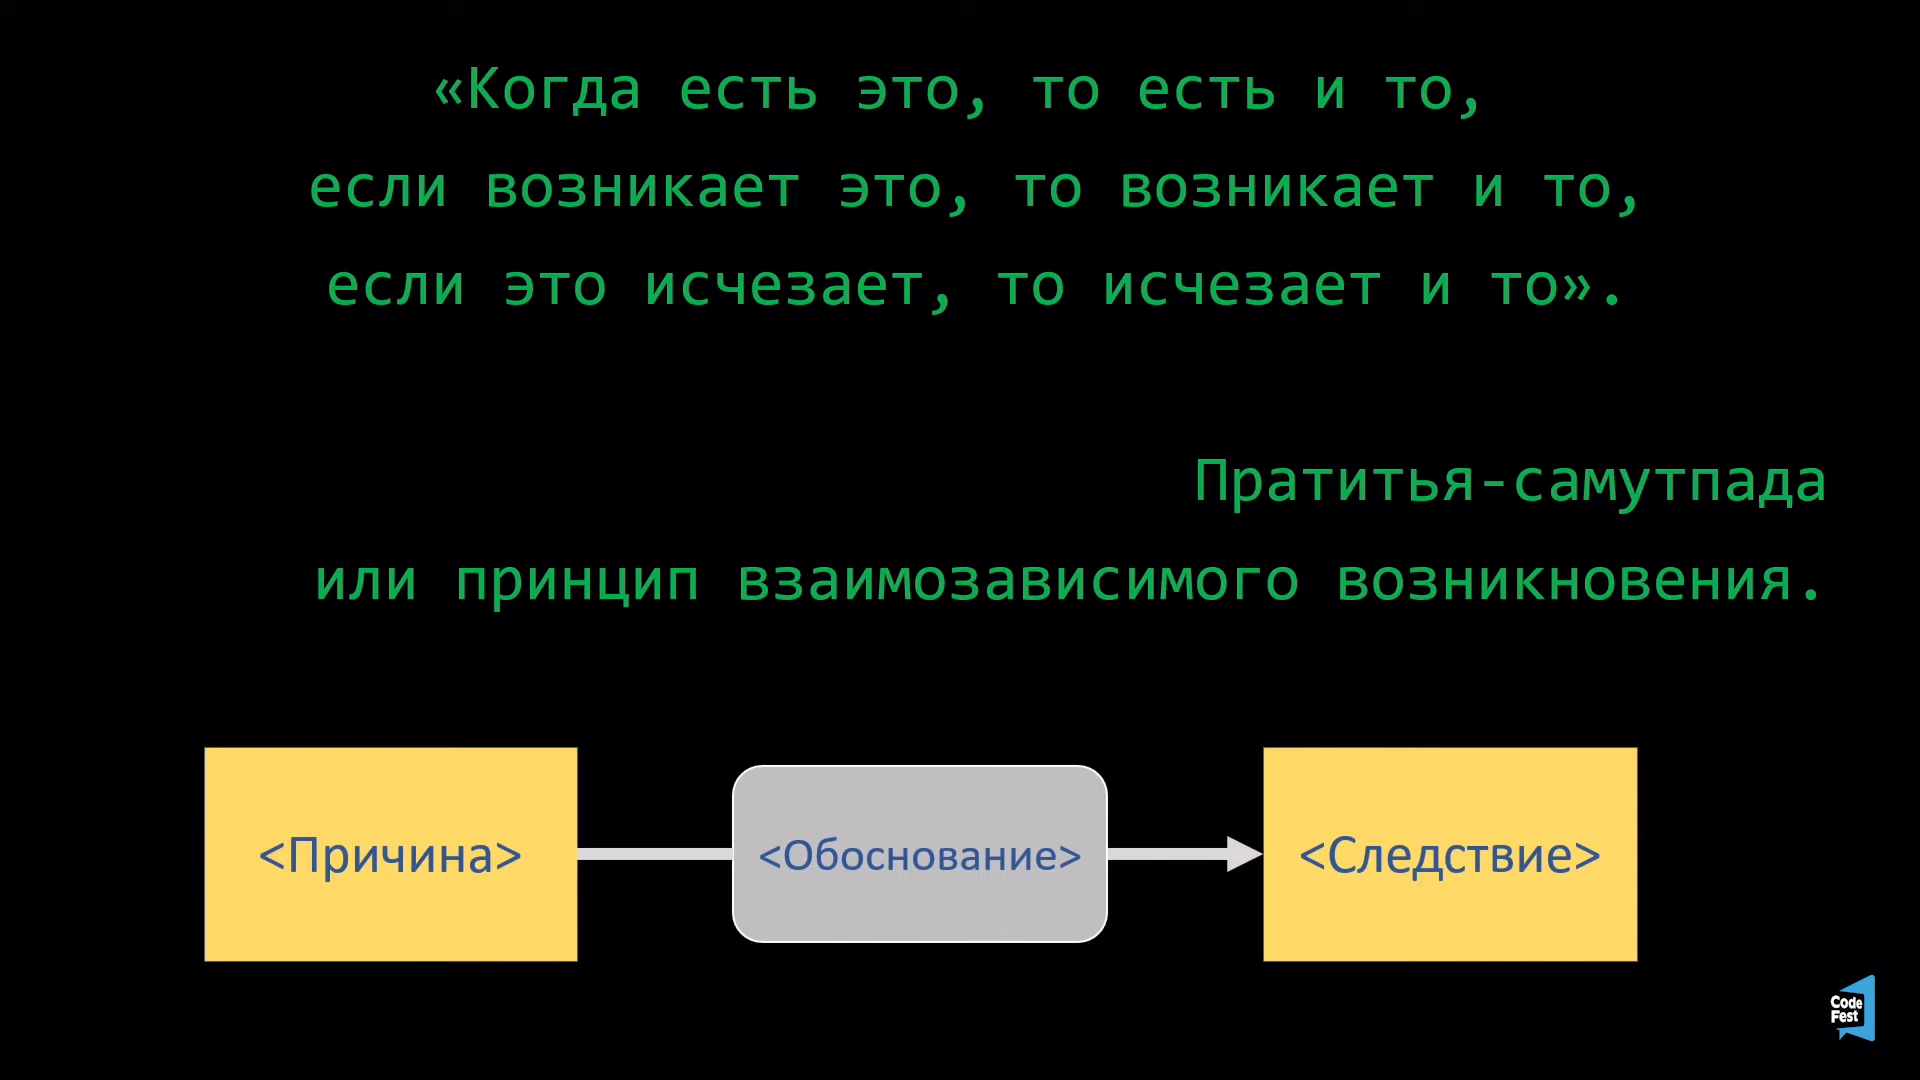 «Когда есть это, то есть и то,
если возникает это, то возникает и то,
если это исчезает, то исчезает и то».
Пратитья-самутпада
или принцип взаимозависимого возникновения.
<Причина>
<Обоснование>
<Следствие>
Code
Fest